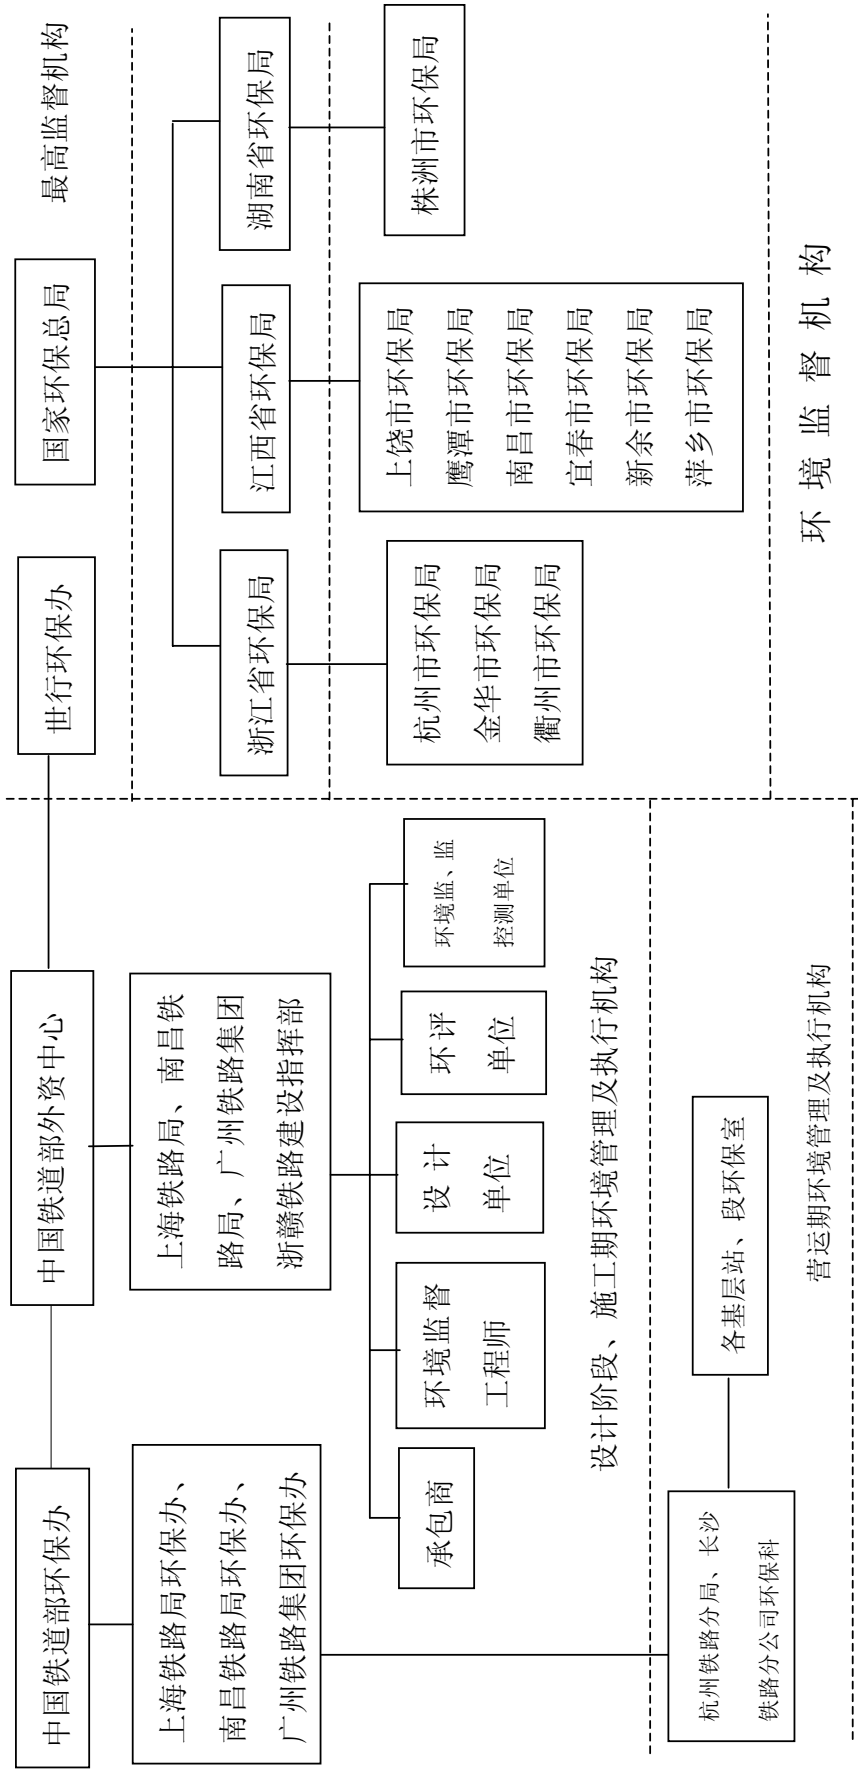 中国铁道部环保办
中国铁道部外资中心
世行环保办
国家环保总局
最高监督机构
上海铁路局环保办、
南昌铁路局环保办、
广州铁路集团环保办
上海铁路局、南昌铁
路局、广州铁路集团
浙赣铁路建设指挥部
浙江省环保局
江西省环保局
湖南省环保局
承包商
环境监督
工程师
设计
单位
环评
单位
环境监、监
控测单位
杭州市环保局
金华市环保局
衢州市环保局
上饶市环保局
鹰潭市环保局
南昌市环保局
宜春市环保局
新余市环保局
萍乡市环保局
株洲市环保局
设计阶段、施工期环境管理及执行机构
杭州铁路分局、长沙
铁路分公司环保科
各基层站、段环保室
营运期环境管理及执行机构
环境监督机构